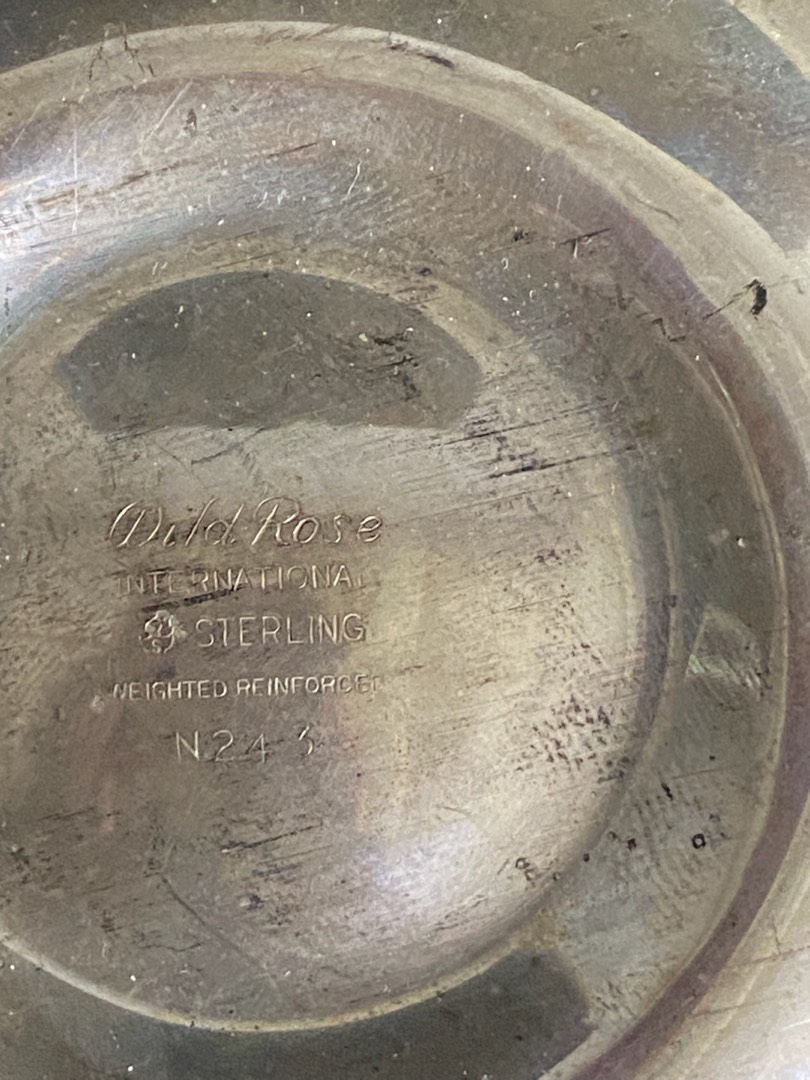 Wild Rose
INTERNATIONAL
STERLING
WEIGHTED REINFORCED
N243